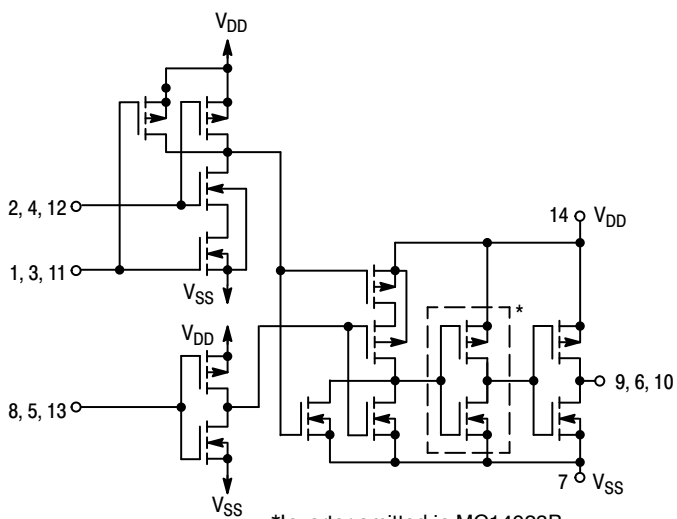 VDD
2, 4, 12
1, 3, 11
VSS
14 VDD
*
VDD
8, 5, 13
9, 6, 10
7 VSS
VSS